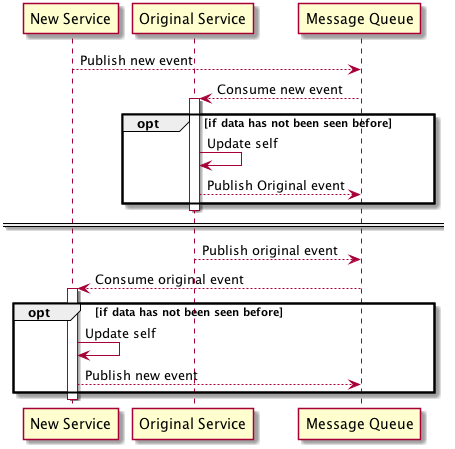 New Service Original Service Message Queue
Publish new event
Consume new event
opt [if data has not been seen before]
Update self
Publish Original event
Publish original event
Consume original event
opt [if data has not been seen before]
Update self
Publish new event
New Service Original Service Message Queue